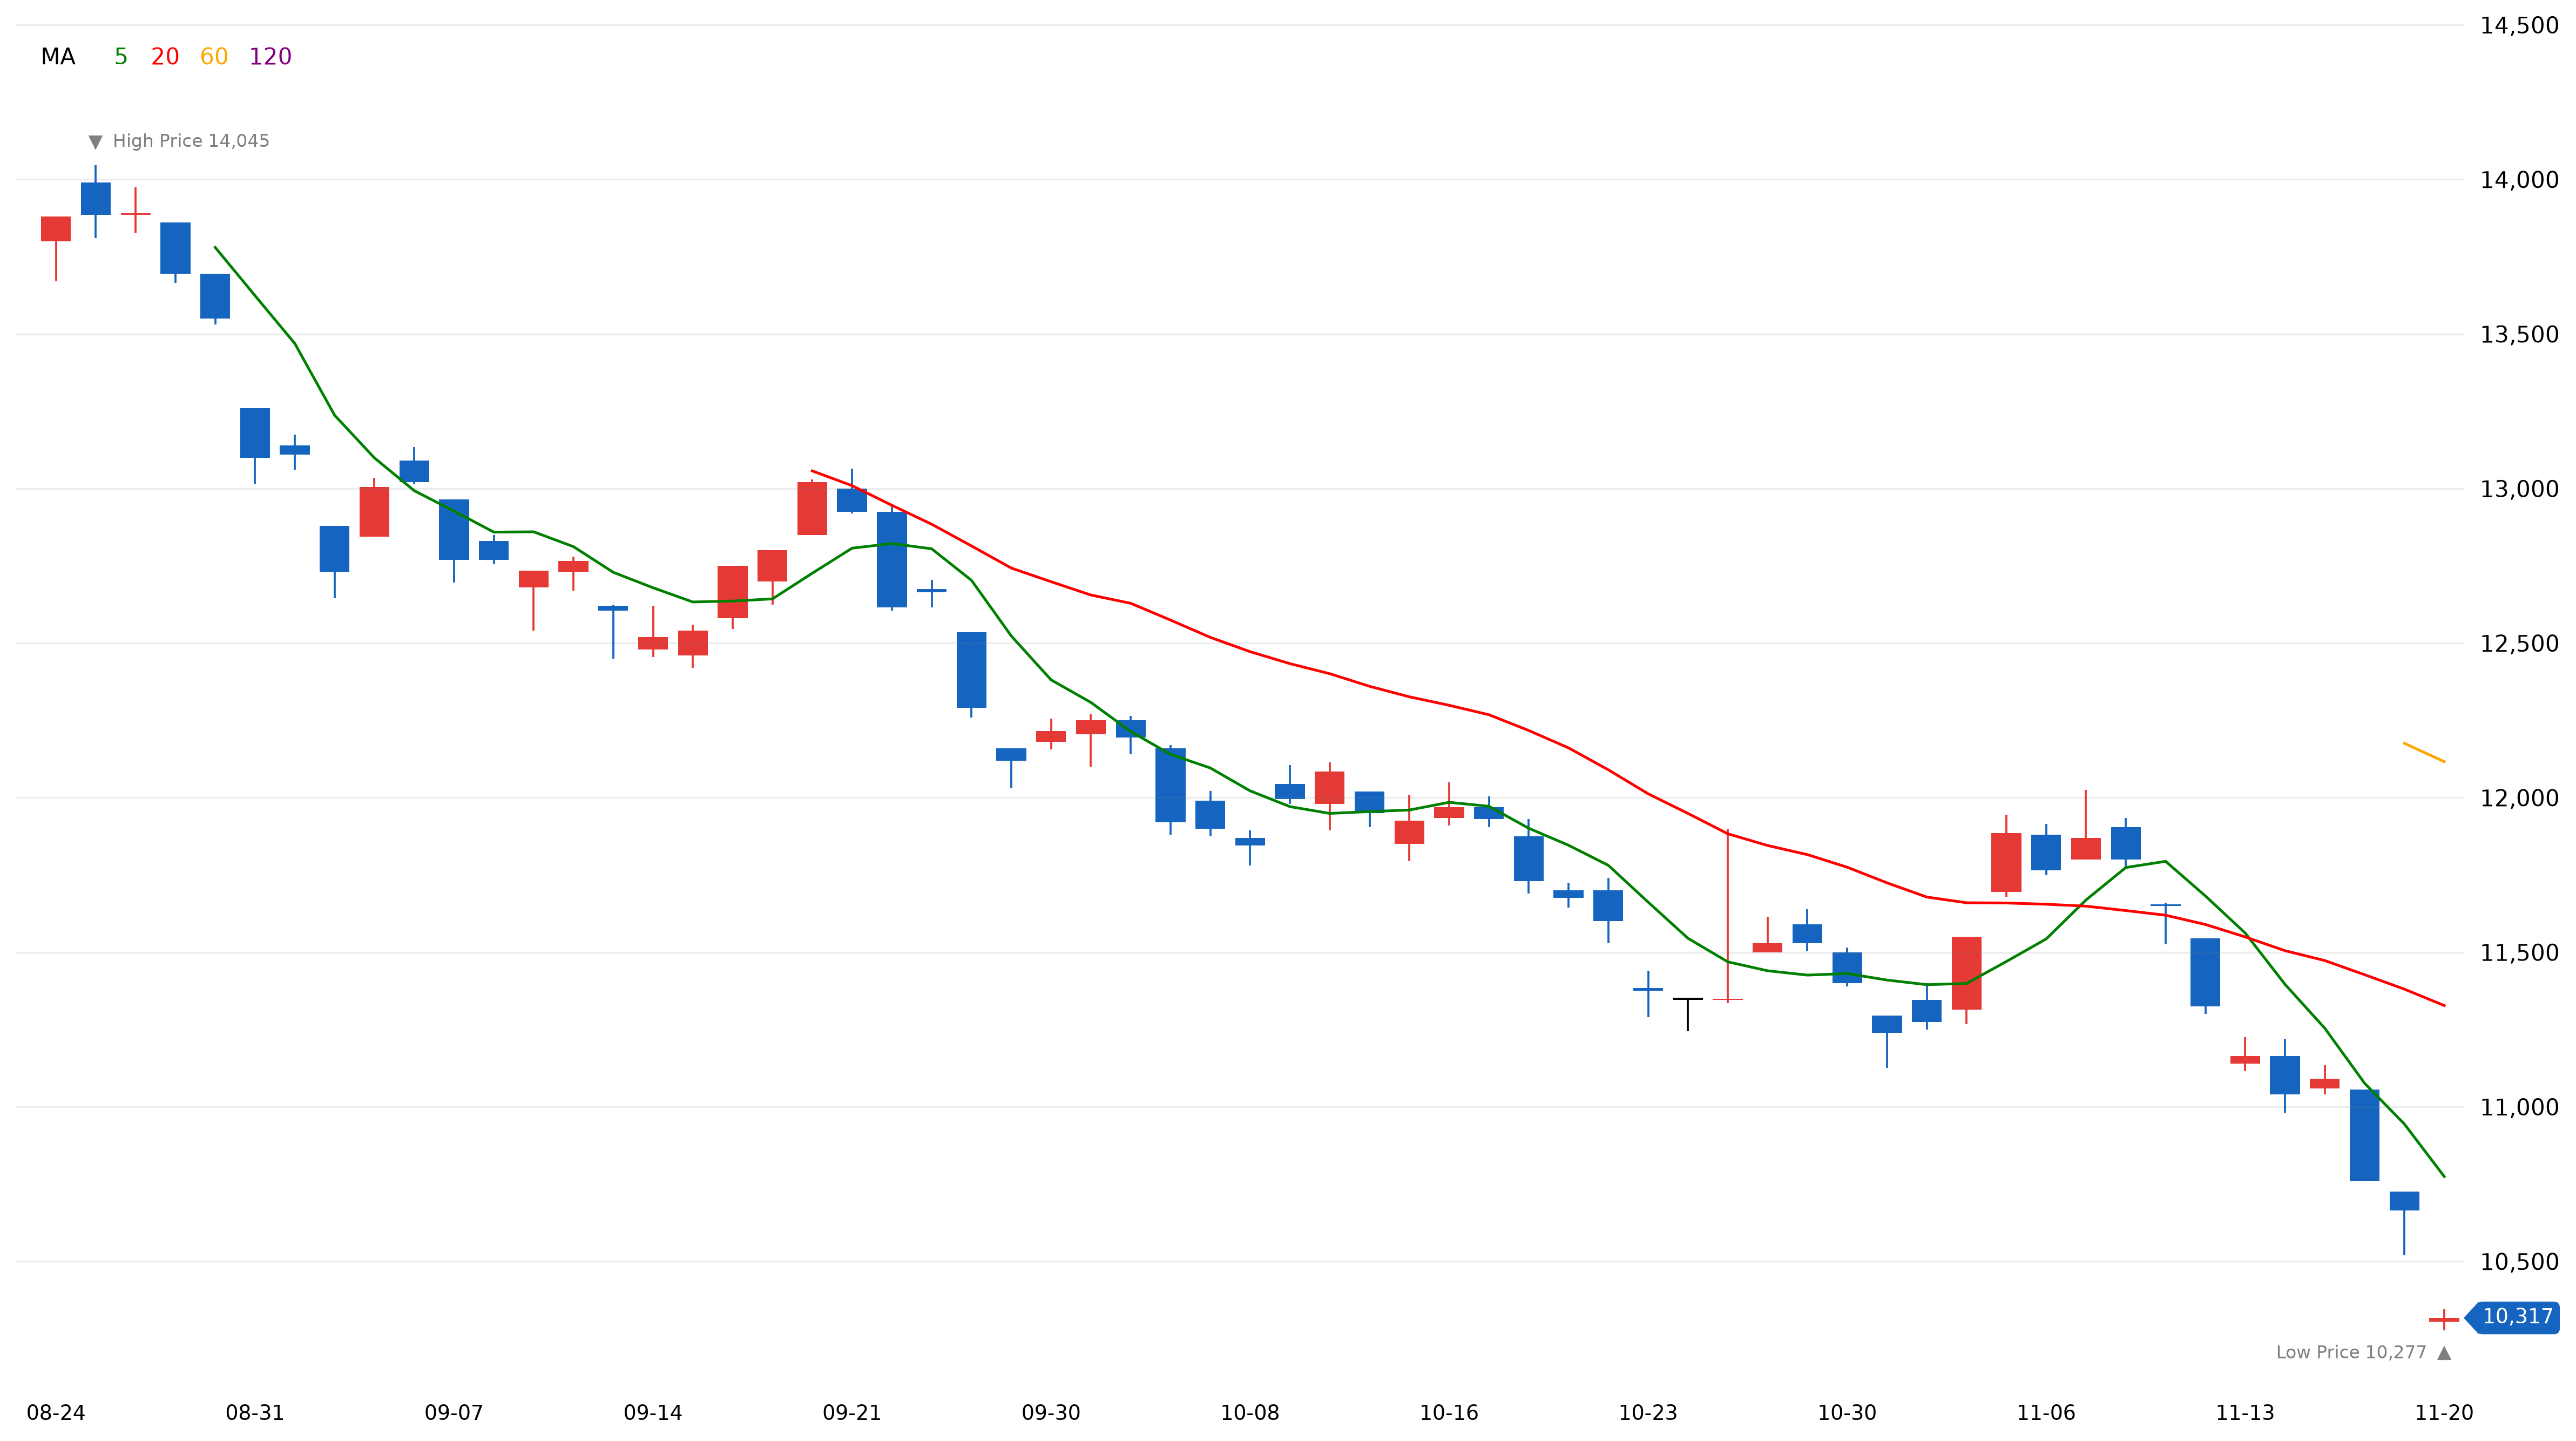 14,500
MA 5 20 60 120
▼ High Price 14,045
14,000
13,500
13,000
12,500
12,000
11,500
11,000
10,500
10,317
Low Price 10,277 ▲
08-24 08-31 09-07 09-14 09-21 09-30 10-08 10-16 10-23 10-30 11-06 11-13 11-20